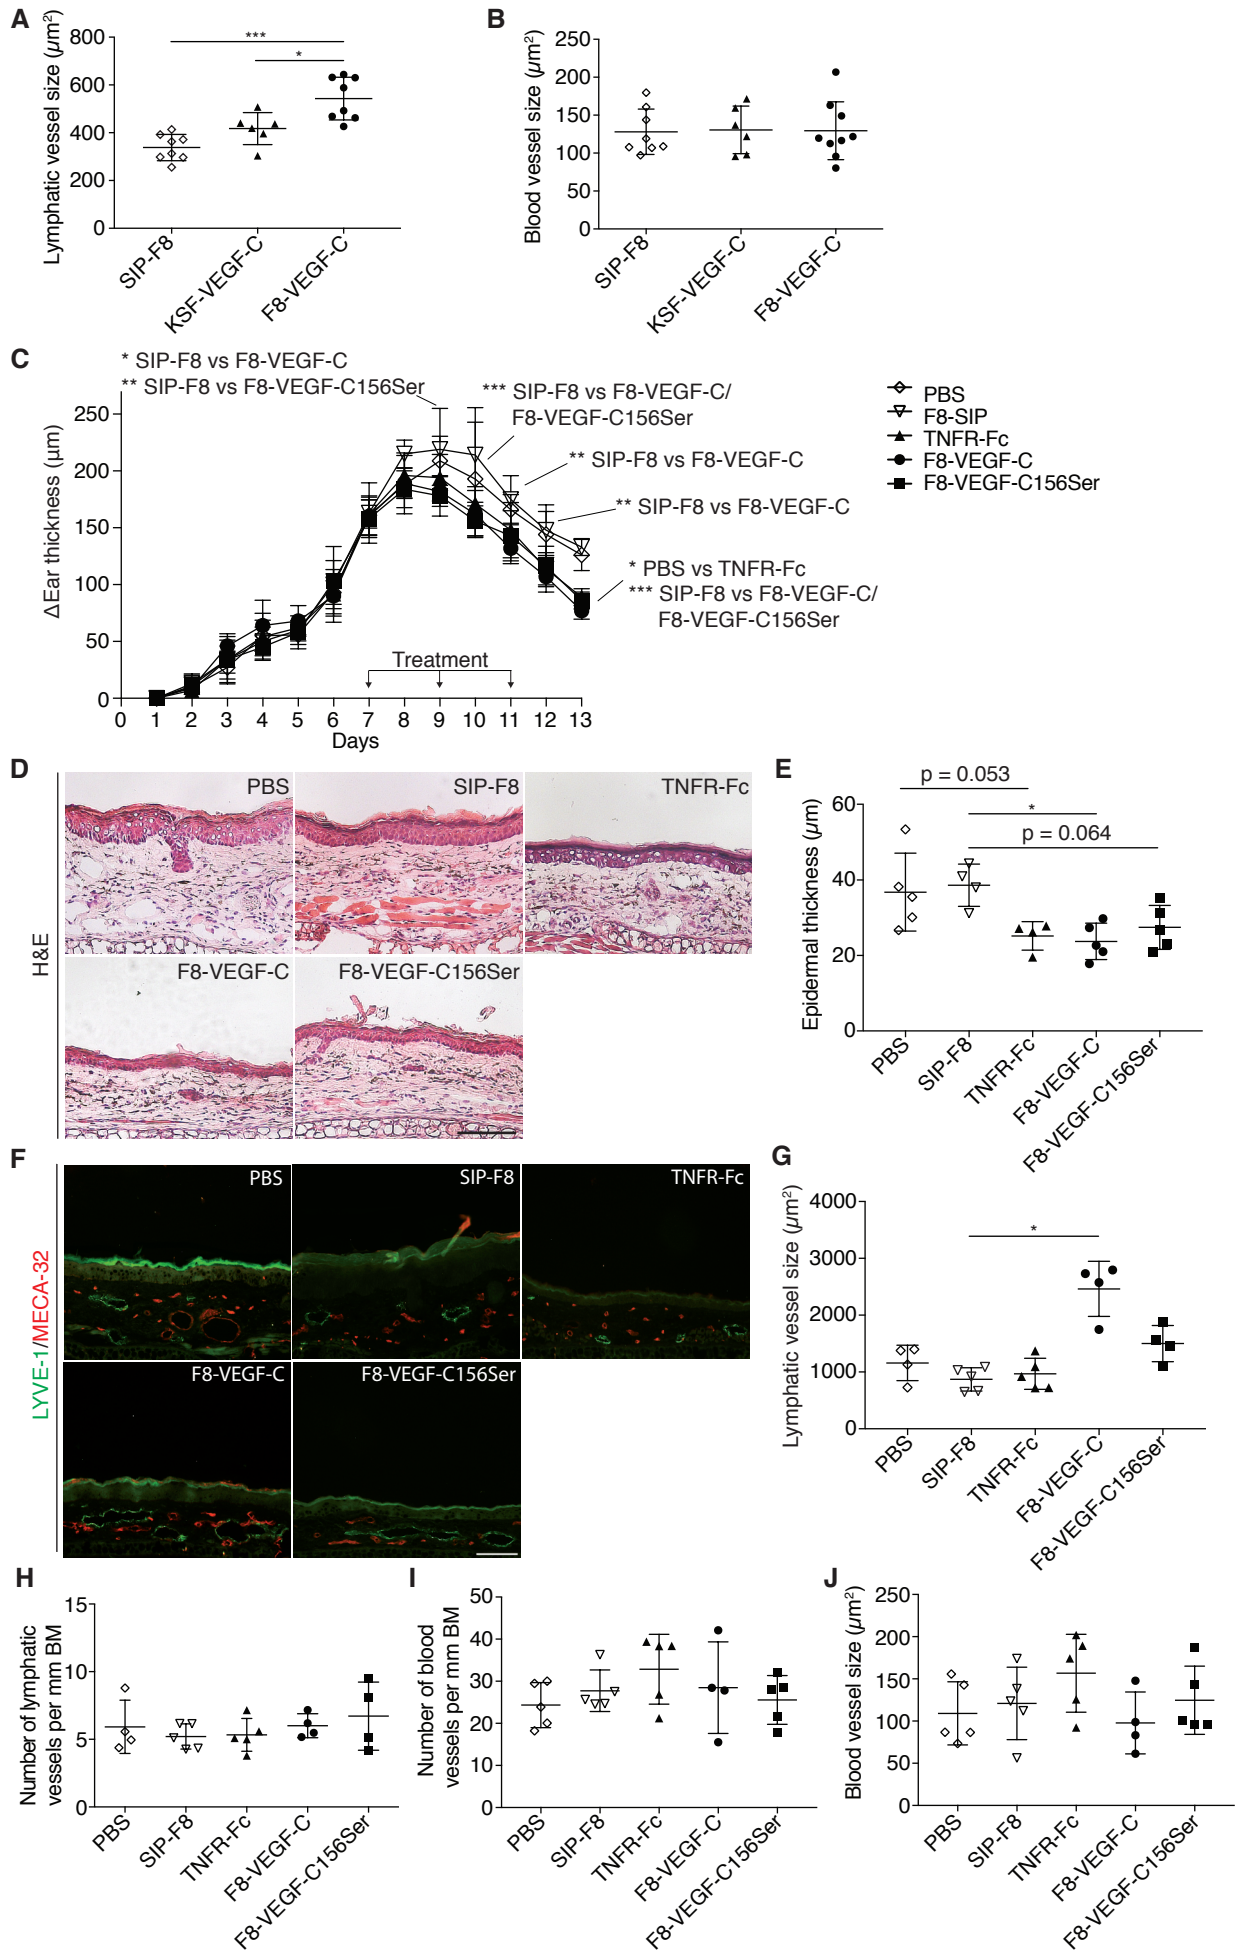 A
Lymphatic vessel size (µm²)
800
600
400
200
0
***
*
SIP-F8
KSF-VEGF-C
F8-VEGF-C
B
Blood vessel size (µm²)
250
200
150
100
50
0
SIP-F8
KSF-VEGF-C
F8-VEGF-C
C
* SIP-F8 vs F8-VEGF-C
** SIP-F8 vs F8-VEGF-C156Ser
*** SIP-F8 vs F8-VEGF-C/
F8-VEGF-C156Ser
** SIP-F8 vs F8-VEGF-C
** SIP-F8 vs F8-VEGF-C
* PBS vs TNFR-Fc
*** SIP-F8 vs F8-VEGF-C/
F8-VEGF-C156Ser
PBS
F8-SIP
TNFR-Fc
F8-VEGF-C
F8-VEGF-C156Ser
ΔEar thickness (µm)
250
200
150
100
50
0
Treatment
0 1 2 3 4 5 6 7 8 9 10 11 12 13
Days
D
H&E
PBS
SIP-F8
TNFR-Fc
F8-VEGF-C
F8-VEGF-C156Ser
E
p = 0.053
*
p = 0.064
Epidermal thickness (µm)
60
40
20
0
PBS
SIP-F8
TNFR-Fc
F8-VEGF-C
F8-VEGF-C156Ser
F
LYVE-1/MECA-32
PBS
SIP-F8
TNFR-Fc
F8-VEGF-C
F8-VEGF-C156Ser
G
Lymphatic vessel size (µm²)
4000
3000
2000
1000
0
*
PBS
SIP-F8
TNFR-Fc
F8-VEGF-C
F8-VEGF-C156Ser
H
Number of lymphatic
vessels per mm BM
15
10
5
0
PBS
SIP-F8
TNFR-Fc
F8-VEGF-C
F8-VEGF-C156Ser
I
Number of blood
vessels per mm BM
50
40
30
20
10
0
PBS
SIP-F8
TNFR-Fc
F8-VEGF-C
F8-VEGF-C156Ser
J
Blood vessel size (µm²)
250
200
150
100
50
0
PBS
SIP-F8
TNFR-Fc
F8-VEGF-C
F8-VEGF-C156Ser